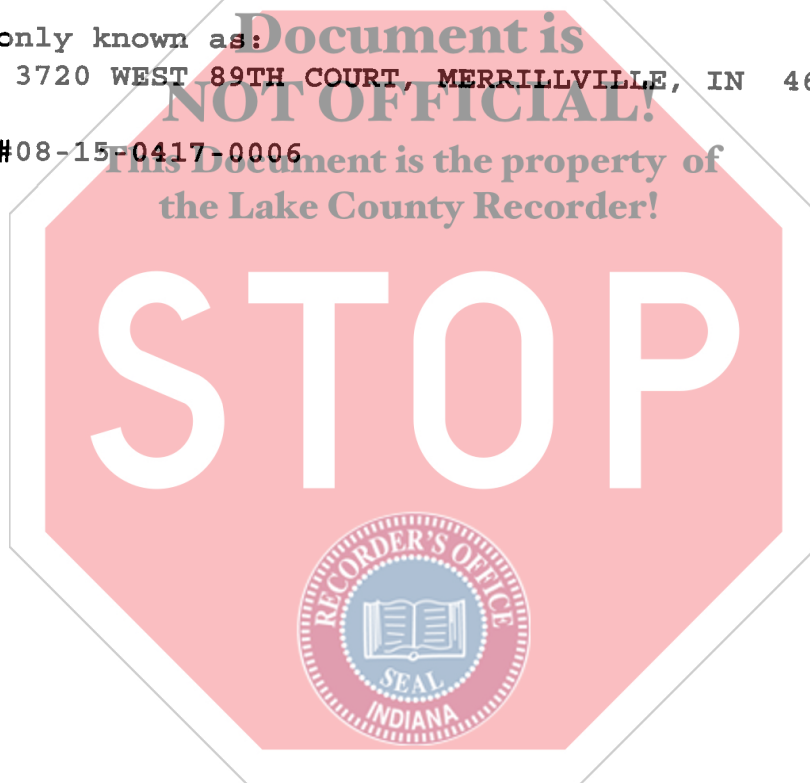 only known as:
Document is
3720 WEST 89TH COURT, MERRILLVILLE, IN 46
NOT OFFICIAL!
#08-15-0417-0006
This Document is the property of
the Lake County Recorder!
STOP
RECORDER'S OFFICE
SEAL
INDIANA